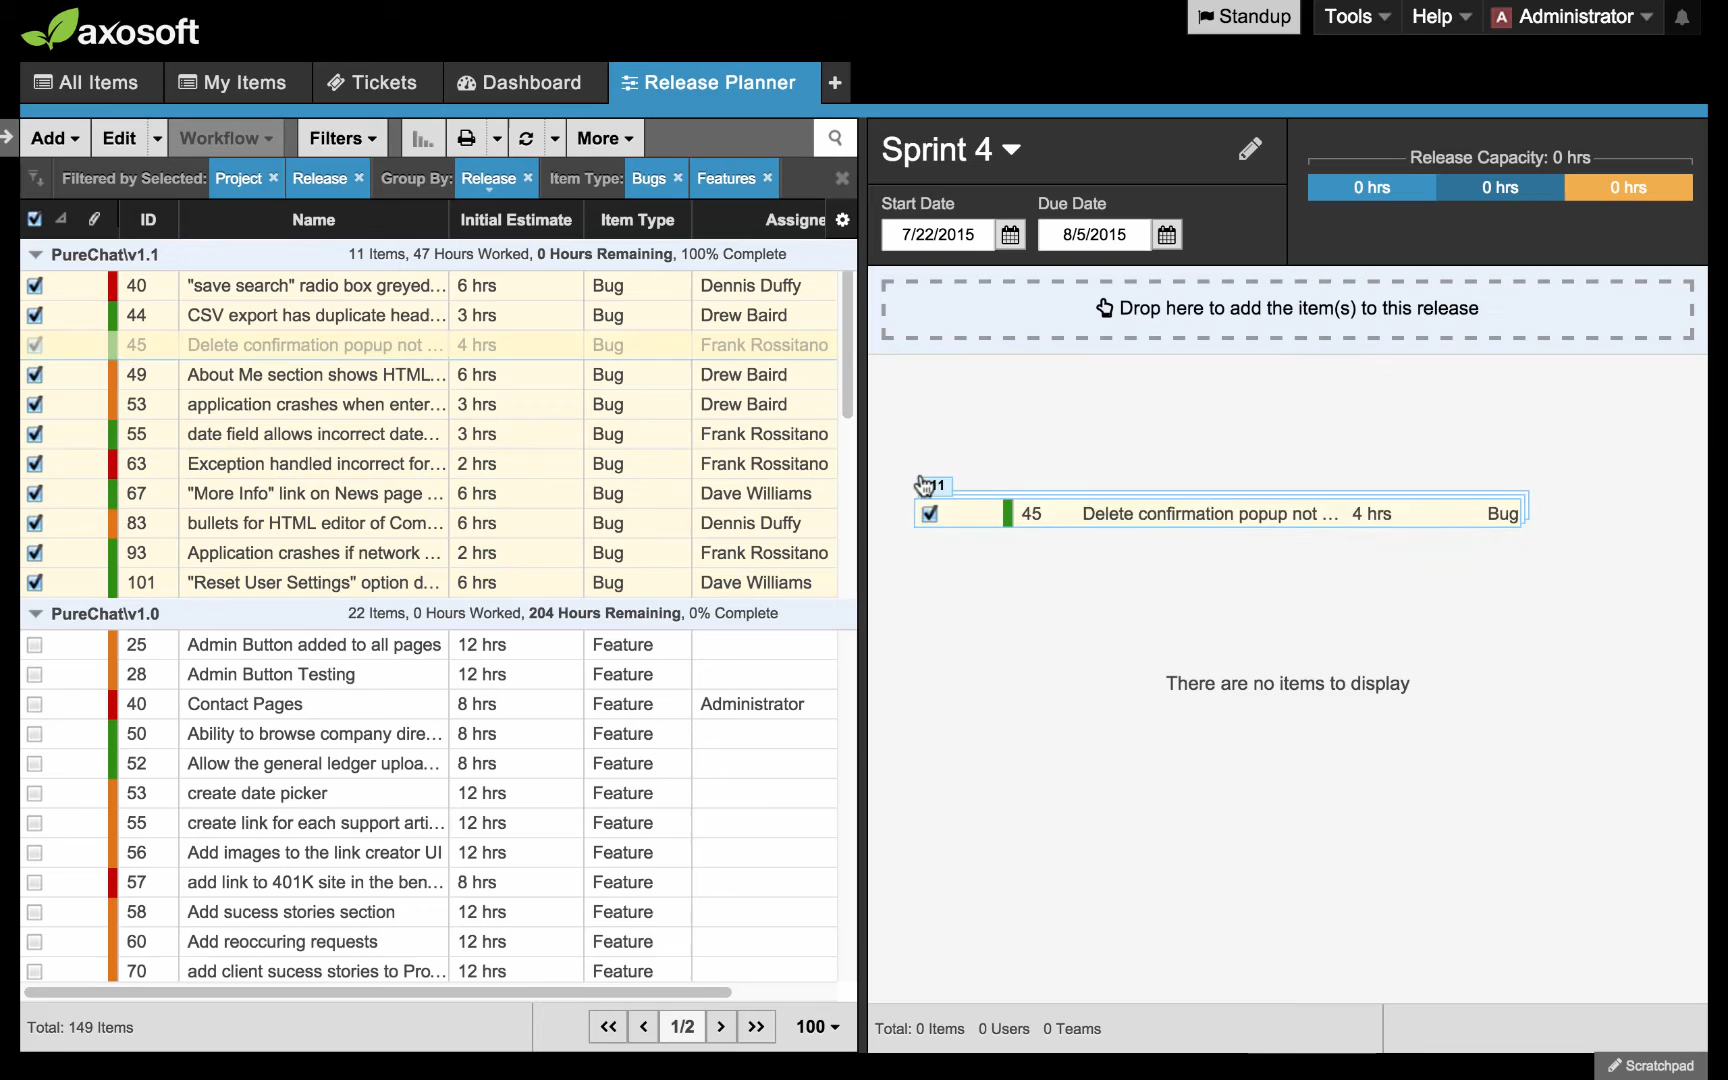 axosoft
Standup
Tools
Help
A Administrator
All Items
My Items
Tickets
Dashboard
Release Planner
+
Add
Edit
Workflow
Filters
More
Filtered by Selected: Project × Release × Group By: Release × Item Type: Bugs × Features ×
ID Name Initial Estimate Item Type Assigne
PureChat\v1.1 11 Items, 47 Hours Worked, 0 Hours Remaining, 100% Complete
40 "save search" radio box greyed... 6 hrs Bug Dennis Duffy
44 CSV export has duplicate head... 3 hrs Bug Drew Baird
45 Delete confirmation popup not ... 4 hrs Bug Frank Rossitano
49 About Me section shows HTML... 6 hrs Bug Drew Baird
53 application crashes when enter... 3 hrs Bug Drew Baird
55 date field allows incorrect date... 3 hrs Bug Frank Rossitano
63 Exception handled incorrect for... 2 hrs Bug Frank Rossitano
67 "More Info" link on News page ... 6 hrs Bug Dave Williams
83 bullets for HTML editor of Com... 6 hrs Bug Dennis Duffy
93 Application crashes if network ... 2 hrs Bug Frank Rossitano
101 "Reset User Settings" option d... 6 hrs Bug Dave Williams
PureChat\v1.0 22 Items, 0 Hours Worked, 204 Hours Remaining, 0% Complete
25 Admin Button added to all pages 12 hrs Feature
28 Admin Button Testing 12 hrs Feature
40 Contact Pages 8 hrs Feature Administrator
50 Ability to browse company dire... 8 hrs Feature
52 Allow the general ledger uploa... 8 hrs Feature
53 create date picker 12 hrs Feature
55 create link for each support arti... 12 hrs Feature
56 Add images to the link creator UI 12 hrs Feature
57 add link to 401K site in the ben... 8 hrs Feature
58 Add sucess stories section 12 hrs Feature
60 Add reoccuring requests 12 hrs Feature
70 add client sucess stories to Pro... 12 hrs Feature
Total: 149 Items
<< < 1/2 > >> 100
Sprint 4
Start Date Due Date
7/22/2015 8/5/2015
Release Capacity: 0 hrs
0 hrs 0 hrs 0 hrs
Drop here to add the item(s) to this release
11
45 Delete confirmation popup not ... 4 hrs Bug
There are no items to display
Total: 0 Items 0 Users 0 Teams
Scratchpad